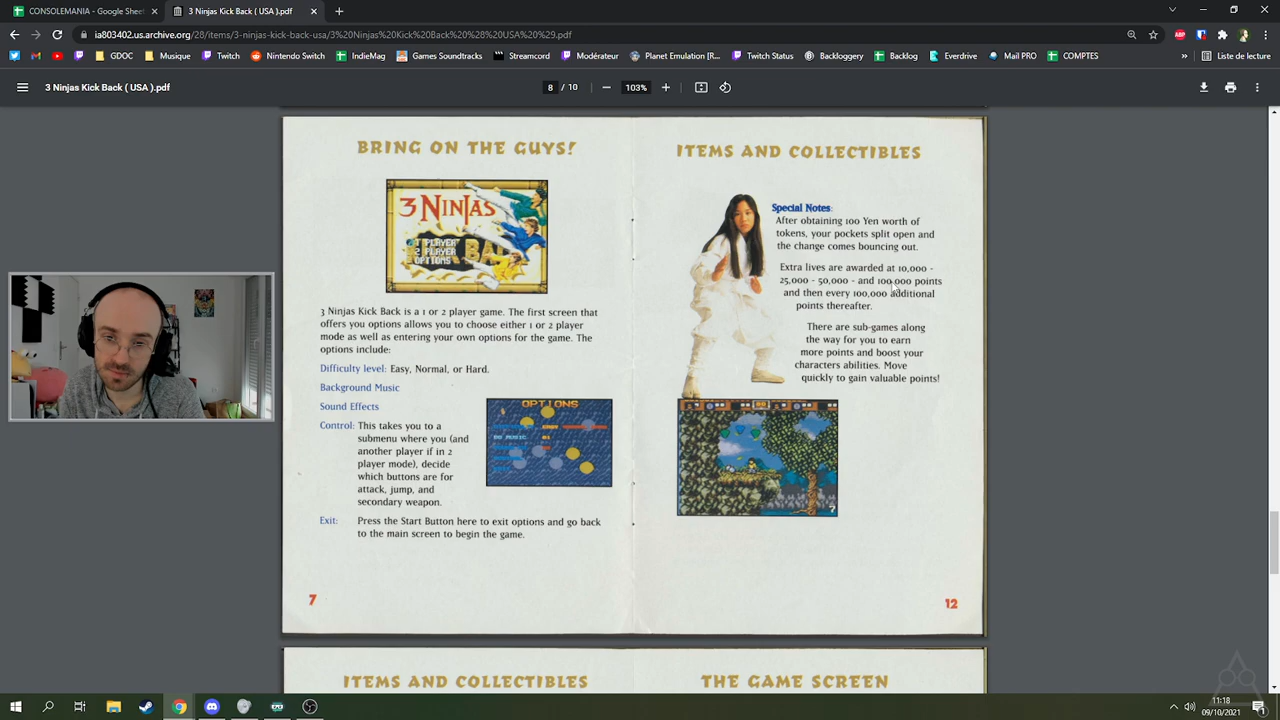 CONSOLEMANIA - Google Sheet
3 Ninjas Kick Back ( USA ).pdf
ia803402.us.archive.org/28/items/3-ninjas-kick-back-usa/3%20Ninjas%20Kick%20Back%20%28%20USA%20%29.pdf
GDOC
Musique
Twitch
Nintendo Switch
IndieMag
Games Soundtracks
Streamcord
Modérateur
Planet Emulation [R...
Twitch Status
Backloggery
Backlog
Everdrive
Mail PRO
COMPTES
»
Liste de lecture
3 Ninjas Kick Back ( USA ).pdf
8 / 10
103%
BRING ON THE GUYS!
3 NINJAS
1 PLAYER
2 PLAYER
OPTIONS
3 Ninjas Kick Back is a 1 or 2 player game. The first screen that
offers you options allows you to choose either 1 or 2 player
mode as well as entering your own options for the game. The
options include:
Difficulty level: Easy, Normal, or Hard.
Background Music
Sound Effects
Control: This takes you to a
submenu where you (and
another player if in 2
player mode), decide
which buttons are for
attack, jump, and
secondary weapon.
OPTIONS
Exit: Press the Start Button here to exit options and go back
to the main screen to begin the game.
7
ITEMS AND COLLECTIBLES
Special Notes:
After obtaining 100 Yen worth of
tokens, your pockets split open and
the change comes bouncing out.
Extra lives are awarded at 10,000 -
25,000 - 50,000 - and 100,000 points
and then every 100,000 additional
points thereafter.
There are sub-games along
the way for you to earn
more points and boost your
characters abilities. Move
quickly to gain valuable points!
12
ITEMS AND COLLECTIBLES
THE GAME SCREEN
11:18
09/10/2021